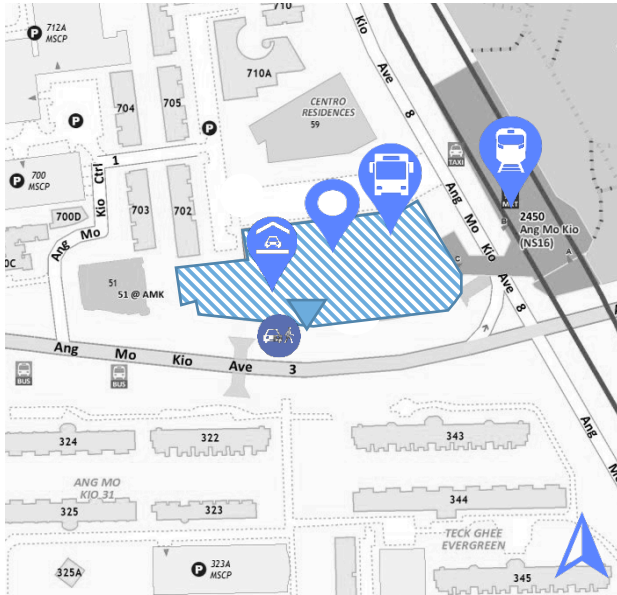 712A
MSCP
710
Kio
Ave
8
710A
704
705
CENTRO
RESIDENCES
59
P
P
P
P
TAXI
700
MSCP
1
Ctrl
Kio
Mo
Ang
700D
703
702
0C
Ang
Mo
Kio
Ave
8
2450
Ang Mo Kio
(NS16)
B
A
C
51
51 @ AMK
Ang
Mo
Kio
Ave
3
BUS
BUS
324
322
343
ANG MO
KIO 31
325
323
344
Ang
TECK GHEE
EVERGREEN
325A
P
323A
MSCP
345